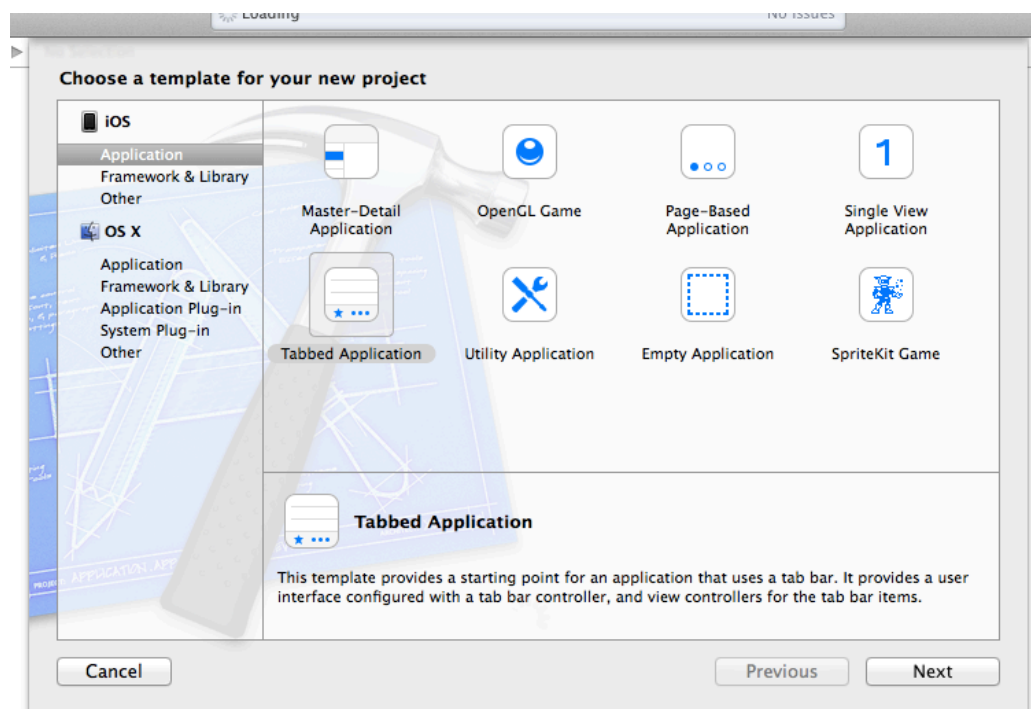 Loading
No Issues
No Selection
Choose a template for your new project
iOS
Application
Framework & Library
Other
OS X
Application
Framework & Library
Application Plug-in
System Plug-in
Other
Master-Detail
Application
OpenGL Game
Page-Based
Application
1
Single View
Application
Tabbed Application
Utility Application
Empty Application
SpriteKit Game
Tabbed Application
This template provides a starting point for an application that uses a tab bar. It provides a user
interface configured with a tab bar controller, and view controllers for the tab bar items.
Cancel
Previous
Next